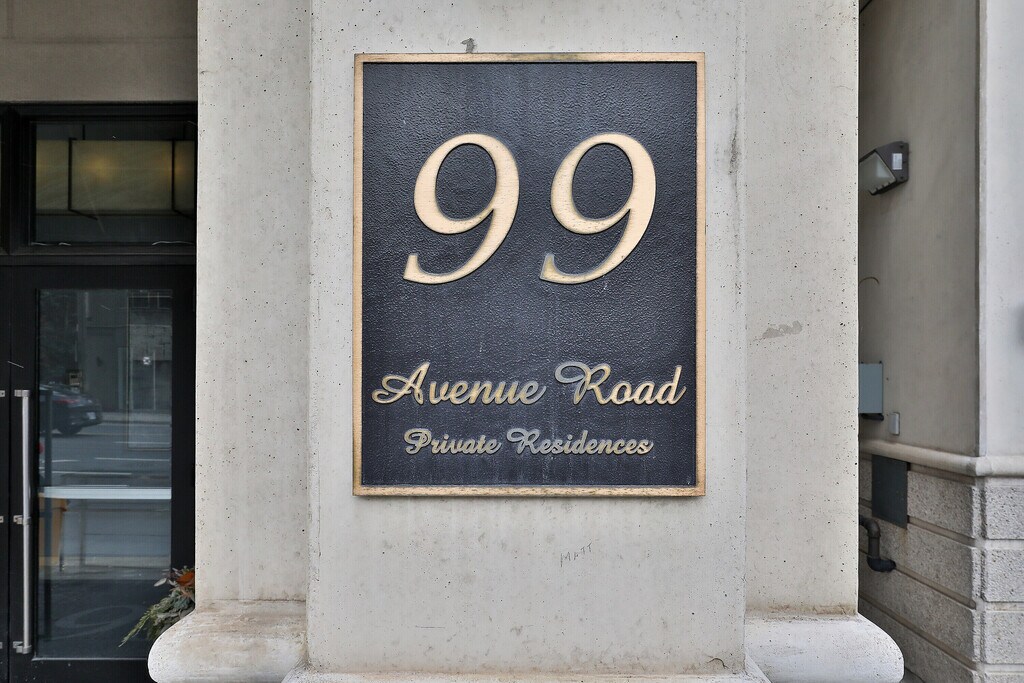 99
Avenue Road
Private Residences